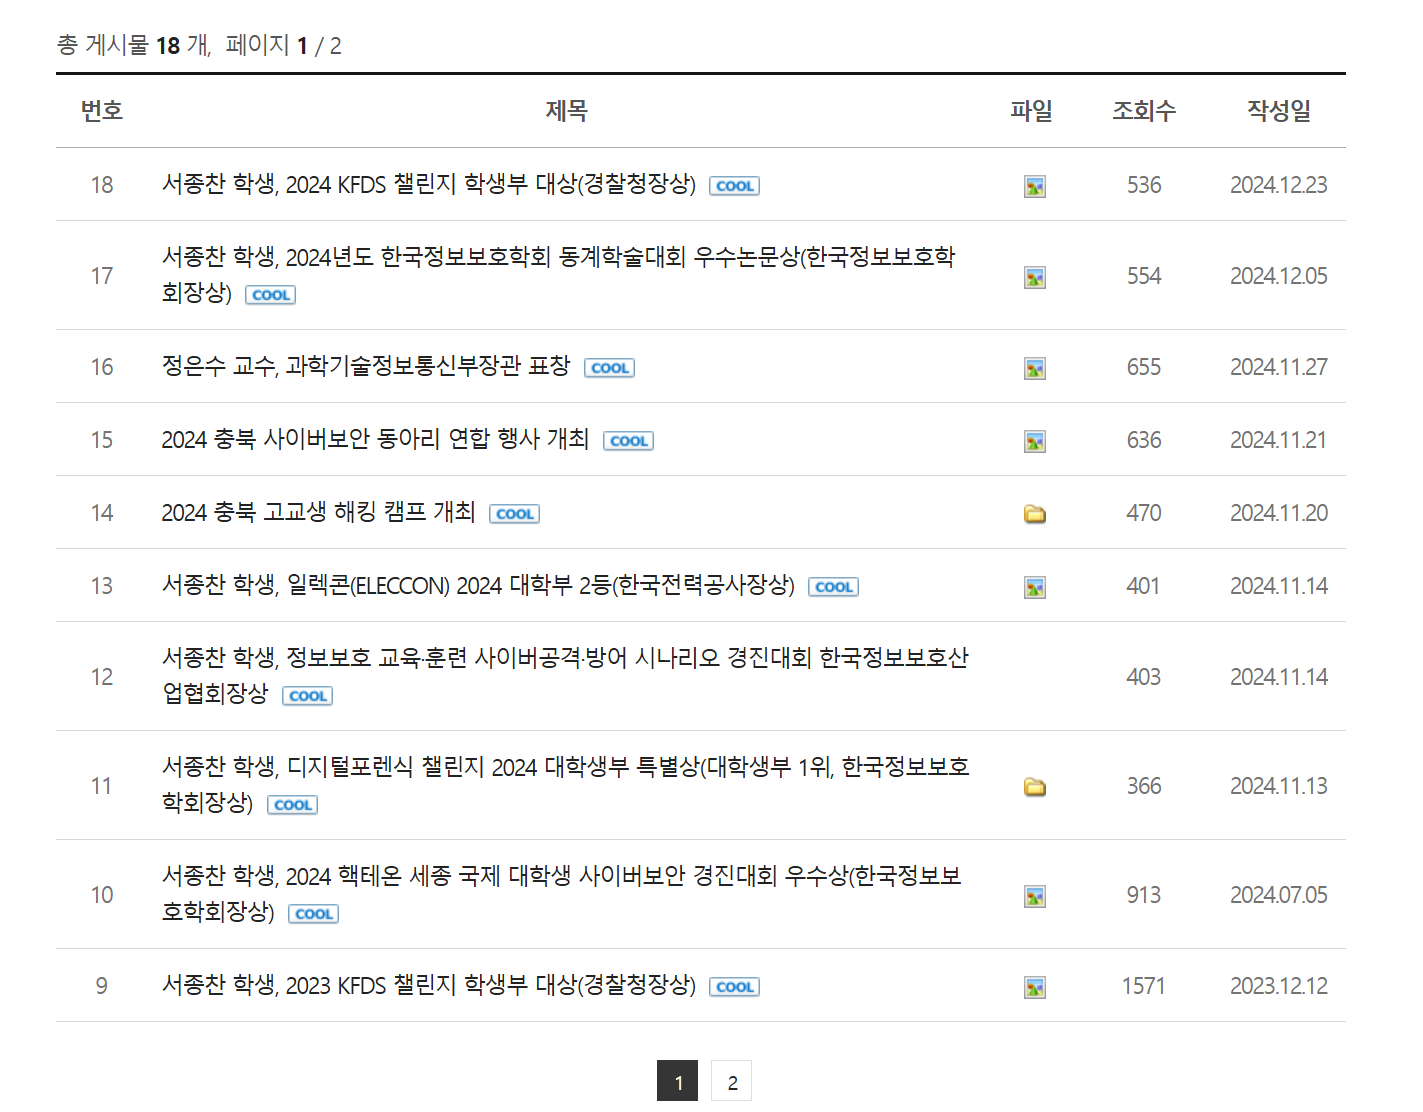 총 게시물 18 개, 페이지 1 / 2
번호 제목 파일 조회수 작성일
18 서종찬 학생, 2024 KFDS 챌린지 학생부 대상(경찰청장상) COOL 536 2024.12.23
서종찬 학생, 2024년도 한국정보보호학회 동계학술대회 우수논문상(한국정보보호학
17 554 2024.12.05
회장상) COOL
16 정은수 교수, 과학기술정보통신부장관 표창 COOL 655 2024.11.27
15 2024 충북 사이버보안 동아리 연합 행사 개최 COOL 636 2024.11.21
14 2024 충북 고교생 해킹 캠프 개최 COOL 470 2024.11.20
13 서종찬 학생, 일렉콘(ELECCON) 2024 대학부 2등(한국전력공사장상) COOL 401 2024.11.14
서종찬 학생, 정보보호 교육·훈련 사이버공격·방어 시나리오 경진대회 한국정보보호산
12 403 2024.11.14
업협회장상 COOL
서종찬 학생, 디지털포렌식 챌린지 2024 대학생부 특별상(대학생부 1위, 한국정보보호
11 366 2024.11.13
학회장상) COOL
서종찬 학생, 2024 핵테온 세종 국제 대학생 사이버보안 경진대회 우수상(한국정보보
10 913 2024.07.05
호학회장상) COOL
9 서종찬 학생, 2023 KFDS 챌린지 학생부 대상(경찰청장상) COOL 1571 2023.12.12
1 2